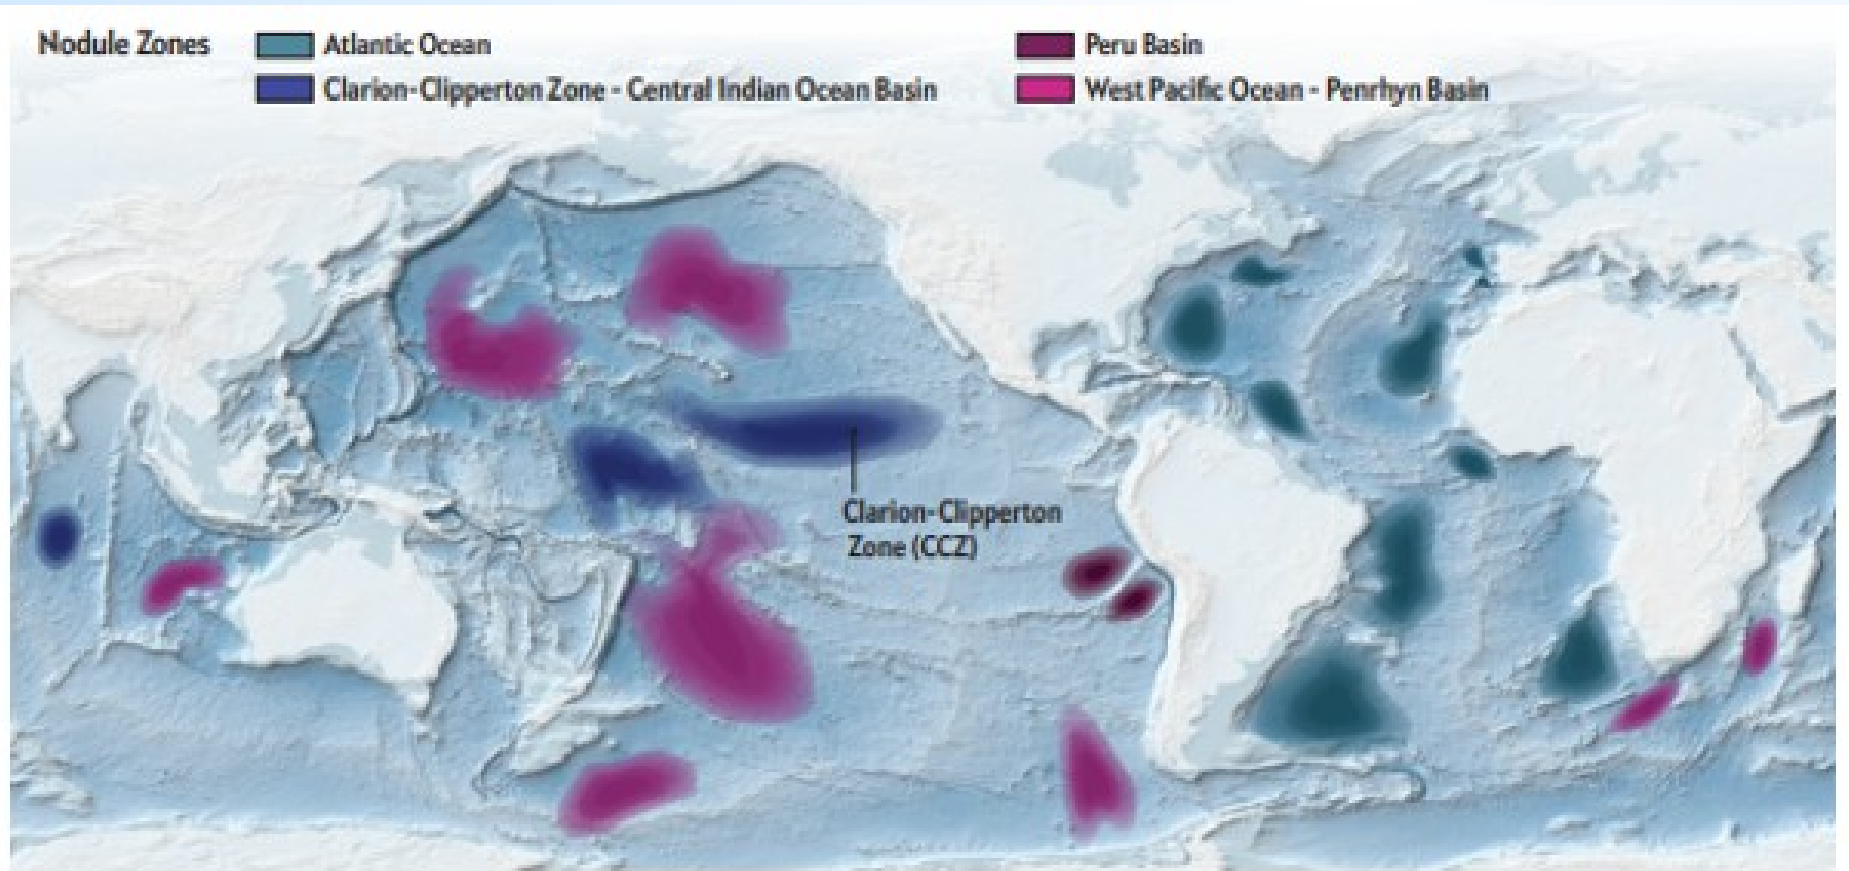 Nodule Zones
Atlantic Ocean
Clarion-Clipperton Zone - Central Indian Ocean Basin
Peru Basin
West Pacific Ocean - Penrhyn Basin
Clarion-Clipperton
Zone (CCZ)